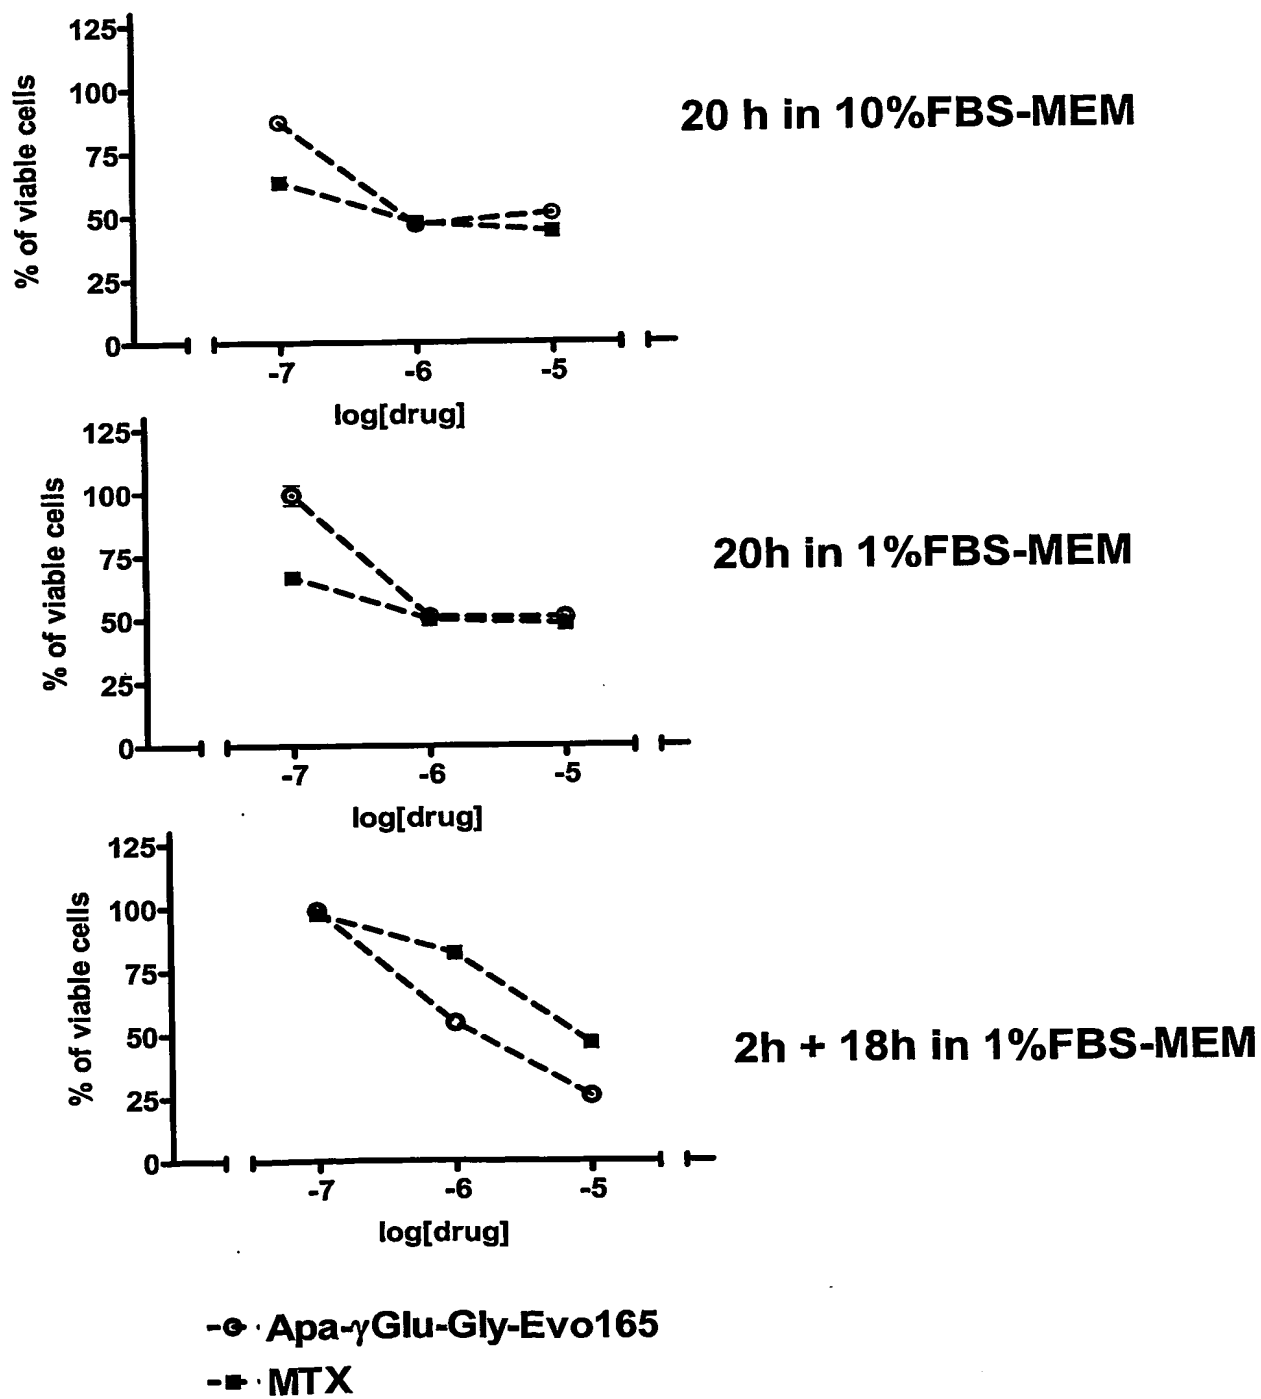 125
100
75
50
25
0
% of viable cells
-7
-6
-5
log[drug]
20 h in 10%FBS-MEM
125
100
75
50
25
0
% of viable cells
-7
-6
-5
log[drug]
20h in 1%FBS-MEM
125
100
75
50
25
0
% of viable cells
-7
-6
-5
log[drug]
2h + 18h in 1%FBS-MEM
Apa-γGlu-Gly-Evo165
MTX